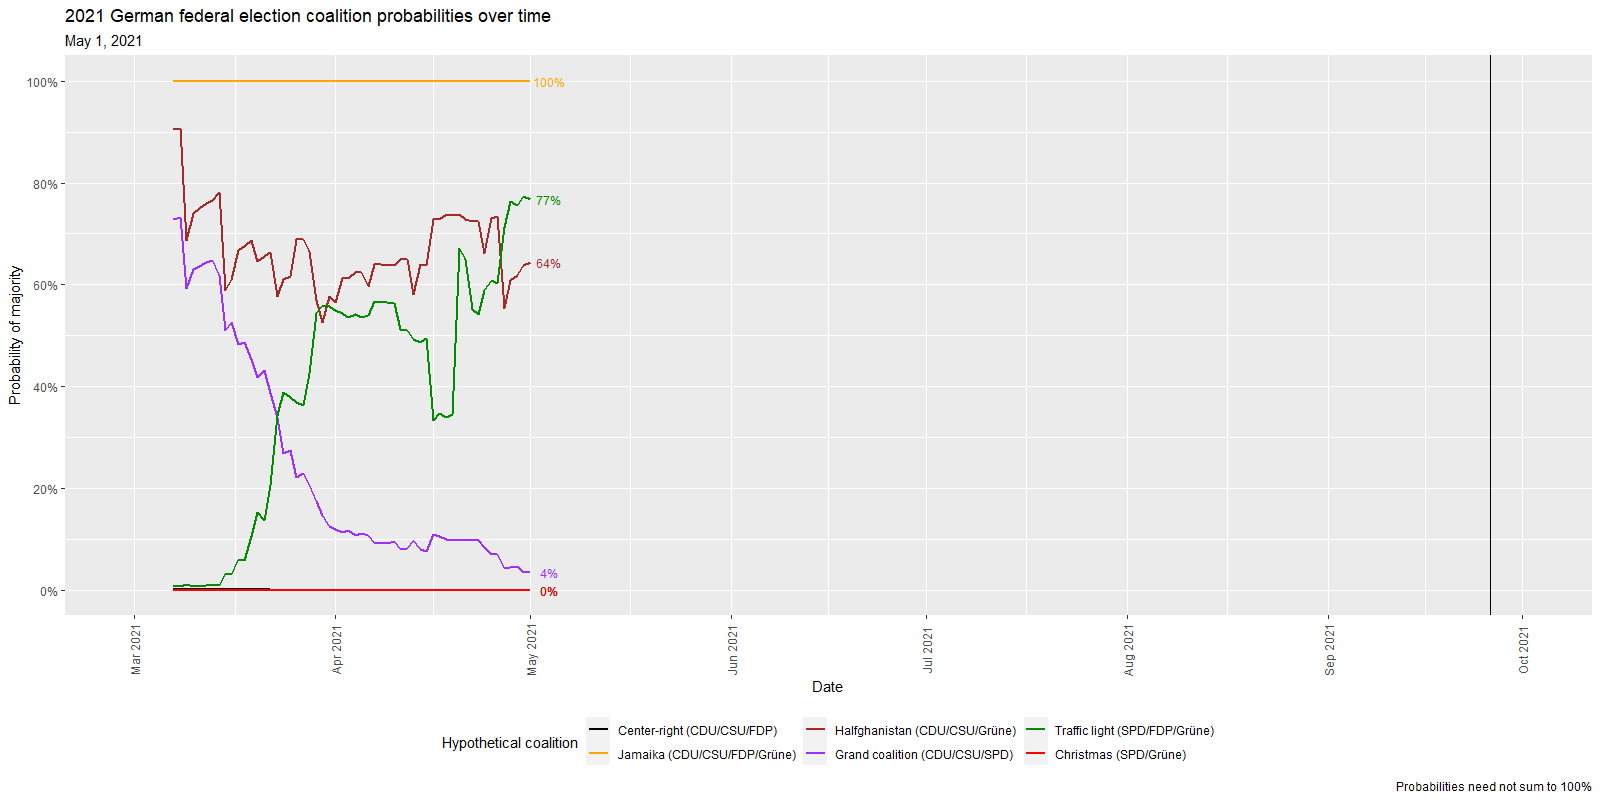 2021 German federal election coalition probabilities over time
May 1, 2021
Probability of majority
100%
80%
60%
40%
20%
0%
100%
77%
64%
4%
0%
Mar 2021
Apr 2021
May 2021
Jun 2021
Jul 2021
Aug 2021
Sep 2021
Oct 2021
Date
Hypothetical coalition
Center-right (CDU/CSU/FDP)
Jamaika (CDU/CSU/FDP/Grüne)
Halfghanistan (CDU/CSU/Grüne)
Grand coalition (CDU/CSU/SPD)
Traffic light (SPD/FDP/Grüne)
Christmas (SPD/Grüne)
Probabilities need not sum to 100%